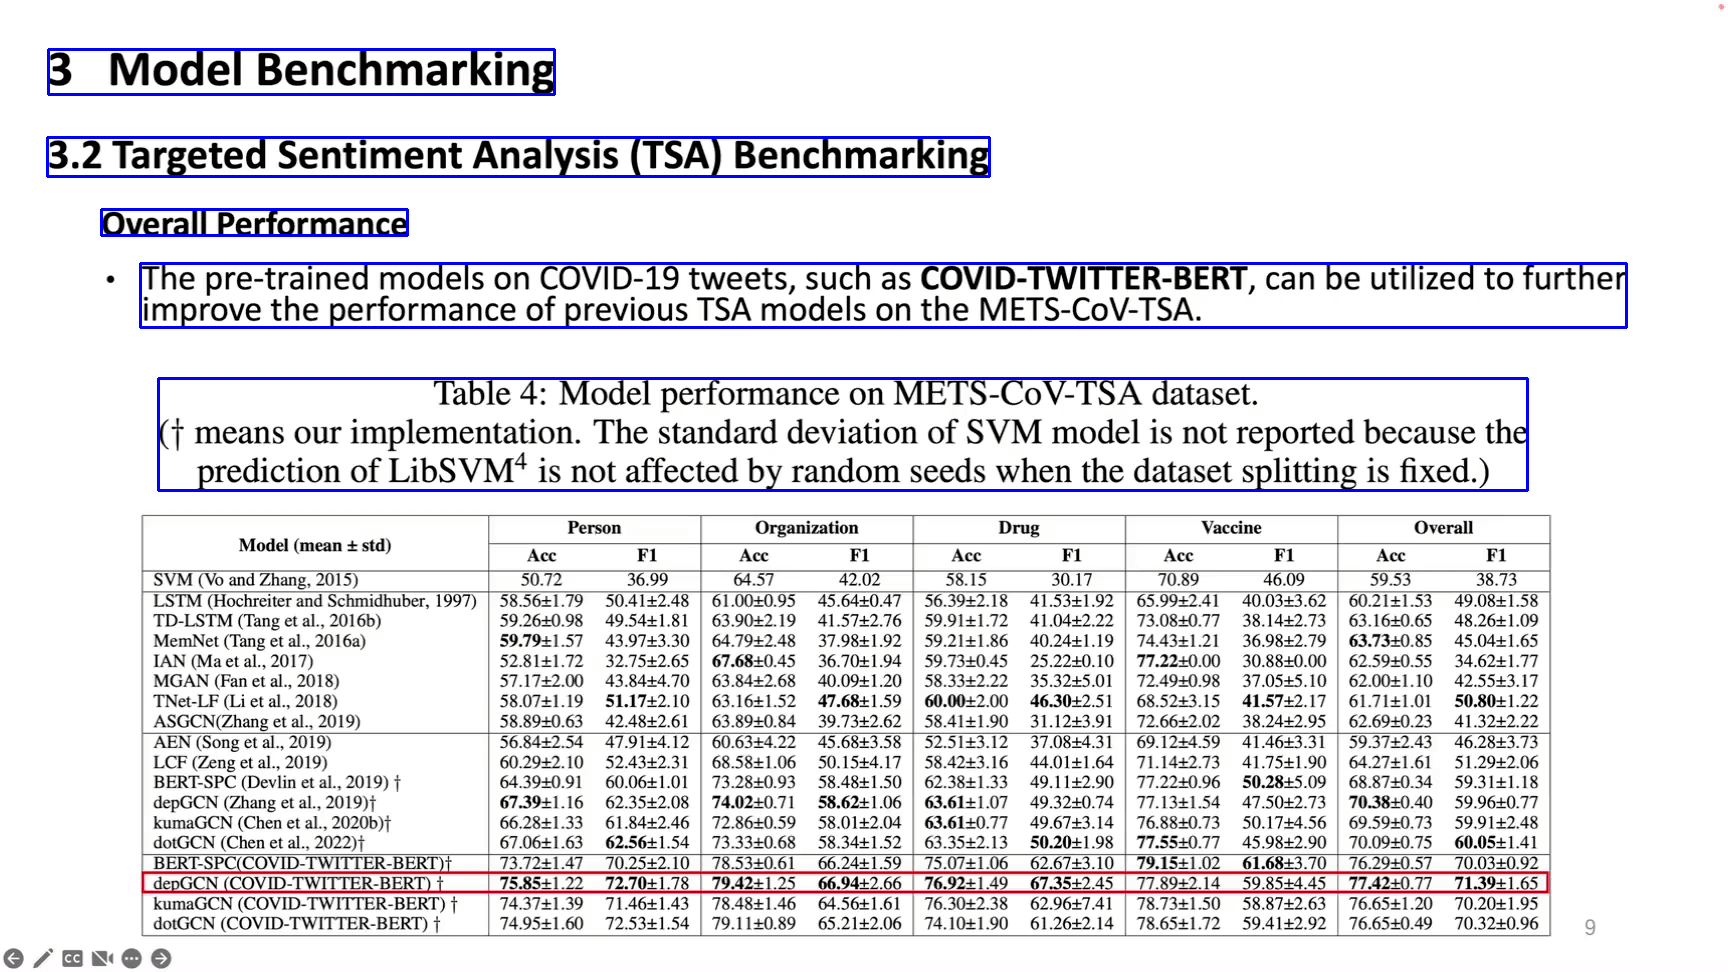 3 Model Benchmarking
3.2 Targeted Sentiment Analysis (TSA) Benchmarking
Overall Performance
• The pre-trained models on COVID-19 tweets, such as COVID-TWITTER-BERT, can be utilized to further
improve the performance of previous TSA models on the METS-CoV-TSA.
Table 4: Model performance on METS-CoV-TSA dataset.
(† means our implementation. The standard deviation of SVM model is not reported because the
prediction of LibSVM⁴ is not affected by random seeds when the dataset splitting is fixed.)
Model (mean ± std) Person Organization Drug Vaccine Overall
Acc F1 Acc F1 Acc F1 Acc F1 Acc F1
SVM (Vo and Zhang, 2015) 50.72 36.99 64.57 42.02 58.15 30.17 70.89 46.09 59.53 38.73
LSTM (Hochreiter and Schmidhuber, 1997) 58.56±1.79 50.41±2.48 61.00±0.95 45.64±0.47 56.39±2.18 41.53±1.92 65.99±2.41 40.03±3.62 60.21±1.53 49.08±1.58
TD-LSTM (Tang et al., 2016b) 59.26±0.98 49.54±1.81 63.90±2.19 41.57±2.76 59.91±1.72 41.04±2.22 73.08±0.77 38.14±2.73 63.16±0.65 48.26±1.09
MemNet (Tang et al., 2016a) 59.79±1.57 43.97±3.30 64.79±2.48 37.98±1.92 59.21±1.86 40.24±1.19 74.43±1.21 36.98±2.79 63.73±0.85 45.04±1.65
IAN (Ma et al., 2017) 52.81±1.72 32.75±2.65 67.68±0.45 36.70±1.94 59.73±0.45 25.22±0.10 77.22±0.00 30.88±0.00 62.59±0.55 34.62±1.77
MGAN (Fan et al., 2018) 57.17±2.00 43.84±4.70 63.84±2.68 40.09±1.20 58.33±2.22 35.32±5.01 72.49±0.98 37.05±5.10 62.00±1.10 42.55±3.17
TNet-LF (Li et al., 2018) 58.07±1.19 51.17±2.10 63.16±1.52 47.68±1.59 60.00±2.00 46.30±2.51 68.52±3.15 41.57±2.17 61.71±1.01 50.80±1.22
ASGCN(Zhang et al., 2019) 58.89±0.63 42.48±2.61 63.89±0.84 39.73±2.62 58.41±1.90 31.12±3.91 72.66±2.02 38.24±2.95 62.69±0.23 41.32±2.22
AEN (Song et al., 2019) 56.84±2.54 47.91±4.12 60.63±4.22 45.68±3.58 52.51±3.12 37.08±4.31 69.12±4.59 41.46±3.31 59.37±2.43 46.28±3.73
LCF (Zeng et al., 2019) 60.29±2.10 52.43±2.31 68.58±1.06 50.15±4.17 58.42±3.16 44.01±1.64 71.14±2.73 41.75±1.90 64.27±1.61 51.29±2.06
BERT-SPC (Devlin et al., 2019) † 64.39±0.91 60.06±1.01 73.28±0.93 58.48±1.50 62.38±1.33 49.11±2.90 77.22±0.96 50.28±5.09 68.87±0.34 59.31±1.18
depGCN (Zhang et al., 2019)† 67.39±1.16 62.35±2.08 74.02±0.71 58.62±1.06 63.61±1.07 49.32±0.74 77.13±1.54 47.50±2.73 70.38±0.40 59.96±0.77
kumaGCN (Chen et al., 2020b)† 66.28±1.33 61.84±2.46 72.86±0.59 58.01±2.04 63.61±0.77 49.67±3.14 76.88±0.73 50.17±4.56 69.59±0.73 59.91±2.48
dotGCN (Chen et al., 2022)† 67.06±1.63 62.56±1.54 73.33±0.68 58.34±1.52 63.35±2.13 50.20±1.98 77.55±0.77 45.98±2.90 70.09±0.75 60.05±1.41
BERT-SPC(COVID-TWITTER-BERT)† 73.72±1.47 70.25±2.10 78.53±0.61 66.24±1.59 75.07±1.06 62.67±3.10 79.15±1.02 61.68±3.70 76.29±0.57 70.03±0.92
depGCN (COVID-TWITTER-BERT) † 75.85±1.22 72.70±1.78 79.42±1.25 66.94±2.66 76.92±1.49 67.35±2.45 77.89±2.14 59.85±4.45 77.42±0.77 71.39±1.65
kumaGCN (COVID-TWITTER-BERT) † 74.37±1.39 71.46±1.43 78.48±1.46 64.56±1.61 76.30±2.38 62.96±7.41 78.73±1.50 58.87±2.63 76.65±1.20 70.20±1.95
dotGCN (COVID-TWITTER-BERT) † 74.95±1.60 72.53±1.54 79.11±0.89 65.21±2.06 74.10±1.90 61.26±2.14 78.65±1.72 59.41±2.92 76.65±0.49 70.32±0.96
9
CC